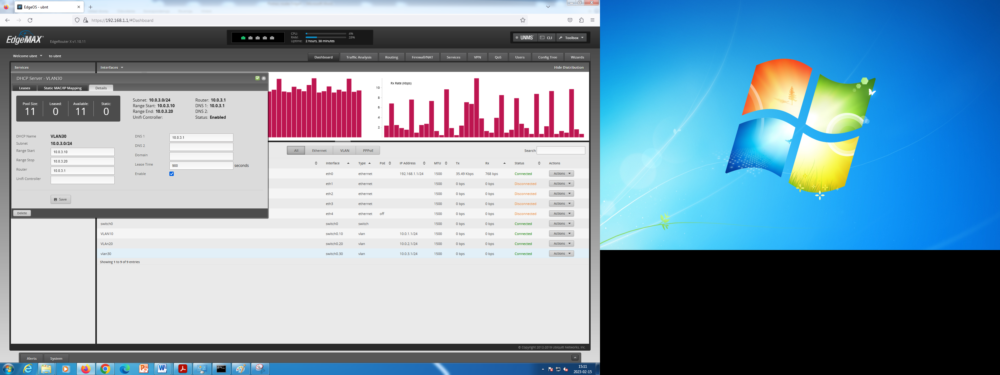 EdgeOS - ubnt
https://192.168.1.1/#Dashboard
EdgeMAX EdgeRouter X v1.10.11
CPU: 4%
RAM: 28%
Uptime: 2 hours, 38 minutes
UNMS CLI Toolbox
Welcome ubnt to ubnt
Dashboard Traffic Analysis Routing Firewall/NAT Services VPN QoS Users Config Tree Wizards
Services Interfaces Hide Distribution
DHCP Server - VLAN30
Leases Static MAC/IP Mapping Details
Pool Size: Leased: Available: Static:
11 0 11 0
Subnet: 10.0.3.0/24 Router: 10.0.3.1
Range Start: 10.0.3.10 DNS 1: 10.0.3.1
Range End: 10.0.3.20 DNS 2:
Unifi Controller: Status: Enabled
DHCP Name VLAN30
Subnet 10.0.3.0/24
Range Start 10.0.3.10
Range Stop 10.0.3.20
Router 10.0.3.1
Unifi Controller
DNS 1 10.0.3.1
DNS 2
Domain
Lease Time 900 seconds
Enable
Save
Delete
Rx Rate (Kbps)
10
8
6
4
2
All Ethernet VLAN PPPoE Search
Interface Type PoE IP Address MTU Tx Rx Status Actions
eth0 ethernet 192.168.1.1/24 1500 35.49 Kbps 768 bps Connected Actions
eth1 ethernet 1500 0 bps 0 bps Disconnected Actions
eth2 ethernet 1500 0 bps 0 bps Disconnected Actions
eth3 ethernet 1500 0 bps 0 bps Disconnected Actions
eth4 ethernet off 1500 0 bps 0 bps Disconnected Actions
switch0 switch0 switch 1500 0 bps 0 bps Connected Actions
VLAN10 switch0.10 vlan 10.0.1.1/24 1500 0 bps 0 bps Connected Actions
VLAn20 switch0.20 vlan 10.0.2.1/24 1500 0 bps 0 bps Connected Actions
vlan30 switch0.30 vlan 10.0.3.1/24 1500 0 bps 0 bps Connected Actions
Showing 1 to 9 of 9 entries
© Copyright 2012-2019 Ubiquiti Networks, Inc.
Alerts System
15:11
2023-02-15